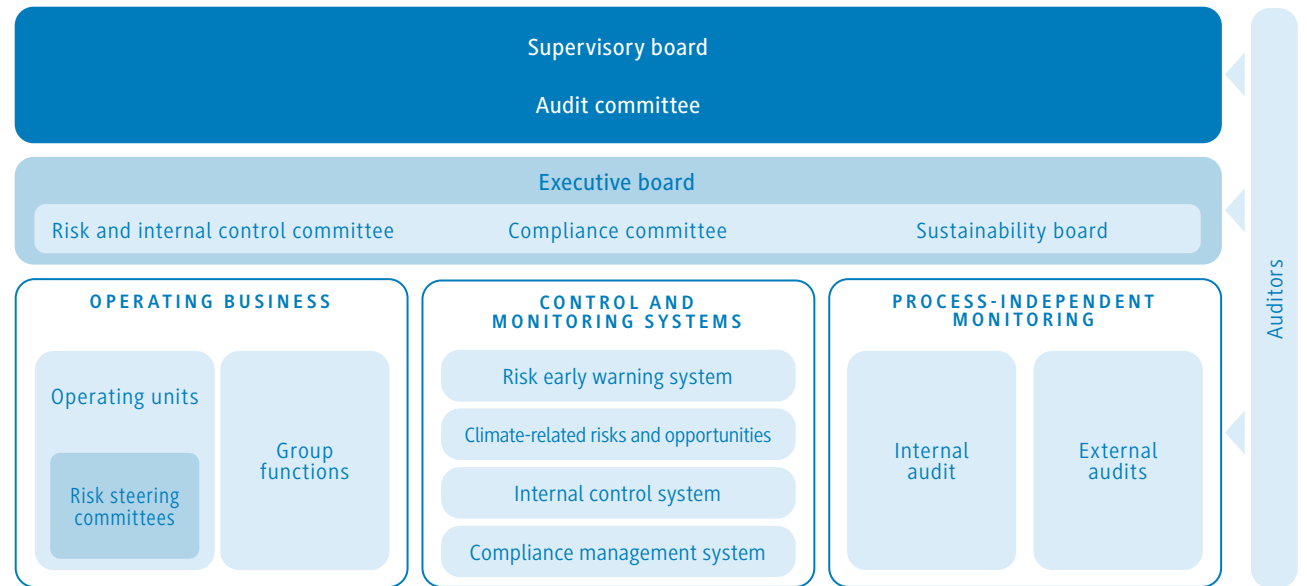 Supervisory board
Audit committee
Executive board
Risk and internal control committee
Compliance committee
Sustainability board
OPERATING BUSINESS
Operating units
Risk steering
committees
Group
functions
CONTROL AND
MONITORING SYSTEMS
Risk early warning system
Climate-related risks and opportunities
Internal control system
Compliance management system
PROCESS-INDEPENDENT
MONITORING
Internal
audit
External
audits
Auditors